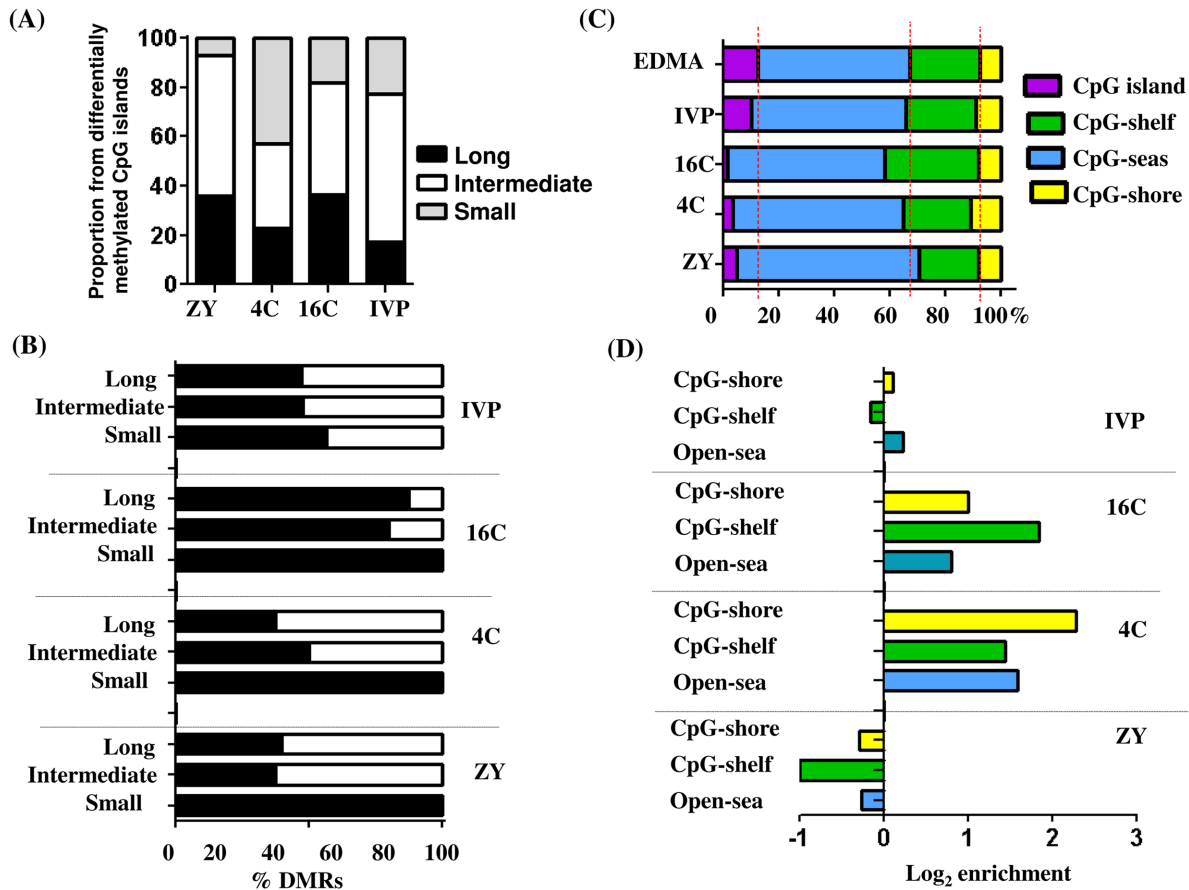 (A)
Proportion from differentially
methylated CpG islands
100
80
60
40
20
0
ZY 4C 16C IVP
Long
Intermediate
Small
(C)
EDMA
IVP
16C
4C
ZY
0 20 40 60 80 100%
CpG island
CpG-shelf
CpG-seas
CpG-shore
(B)
Long
Intermediate
Small
IVP
Long
Intermediate
Small
16C
Long
Intermediate
Small
4C
Long
Intermediate
Small
ZY
0 20 40 60 80 100
% DMRs
(D)
CpG-shore
CpG-shelf
Open-sea
IVP
CpG-shore
CpG-shelf
Open-sea
16C
CpG-shore
CpG-shelf
Open-sea
4C
CpG-shore
CpG-shelf
Open-sea
ZY
-1 0 1 2 3
Log₂ enrichment